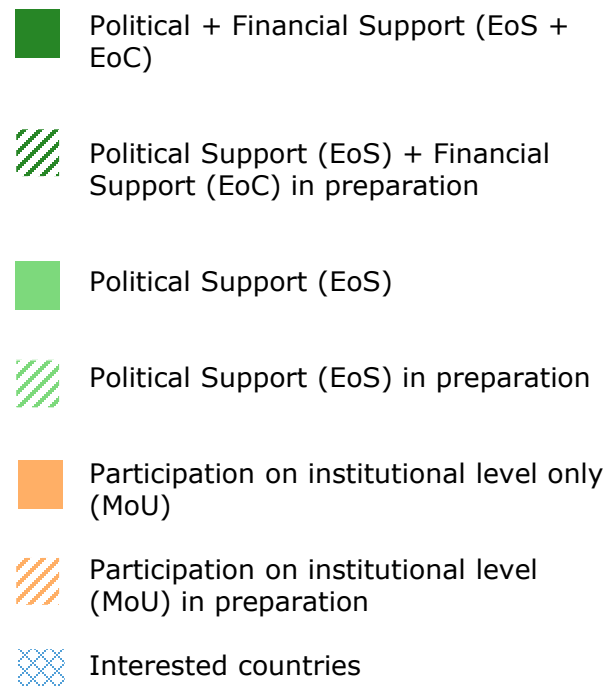 Political + Financial Support (EoS +
EoC)
Political Support (EoS) + Financial
Support (EoC) in preparation
Political Support (EoS)
Political Support (EoS) in preparation
Participation on institutional level only
(MoU)
Participation on institutional level
(MoU) in preparation
Interested countries